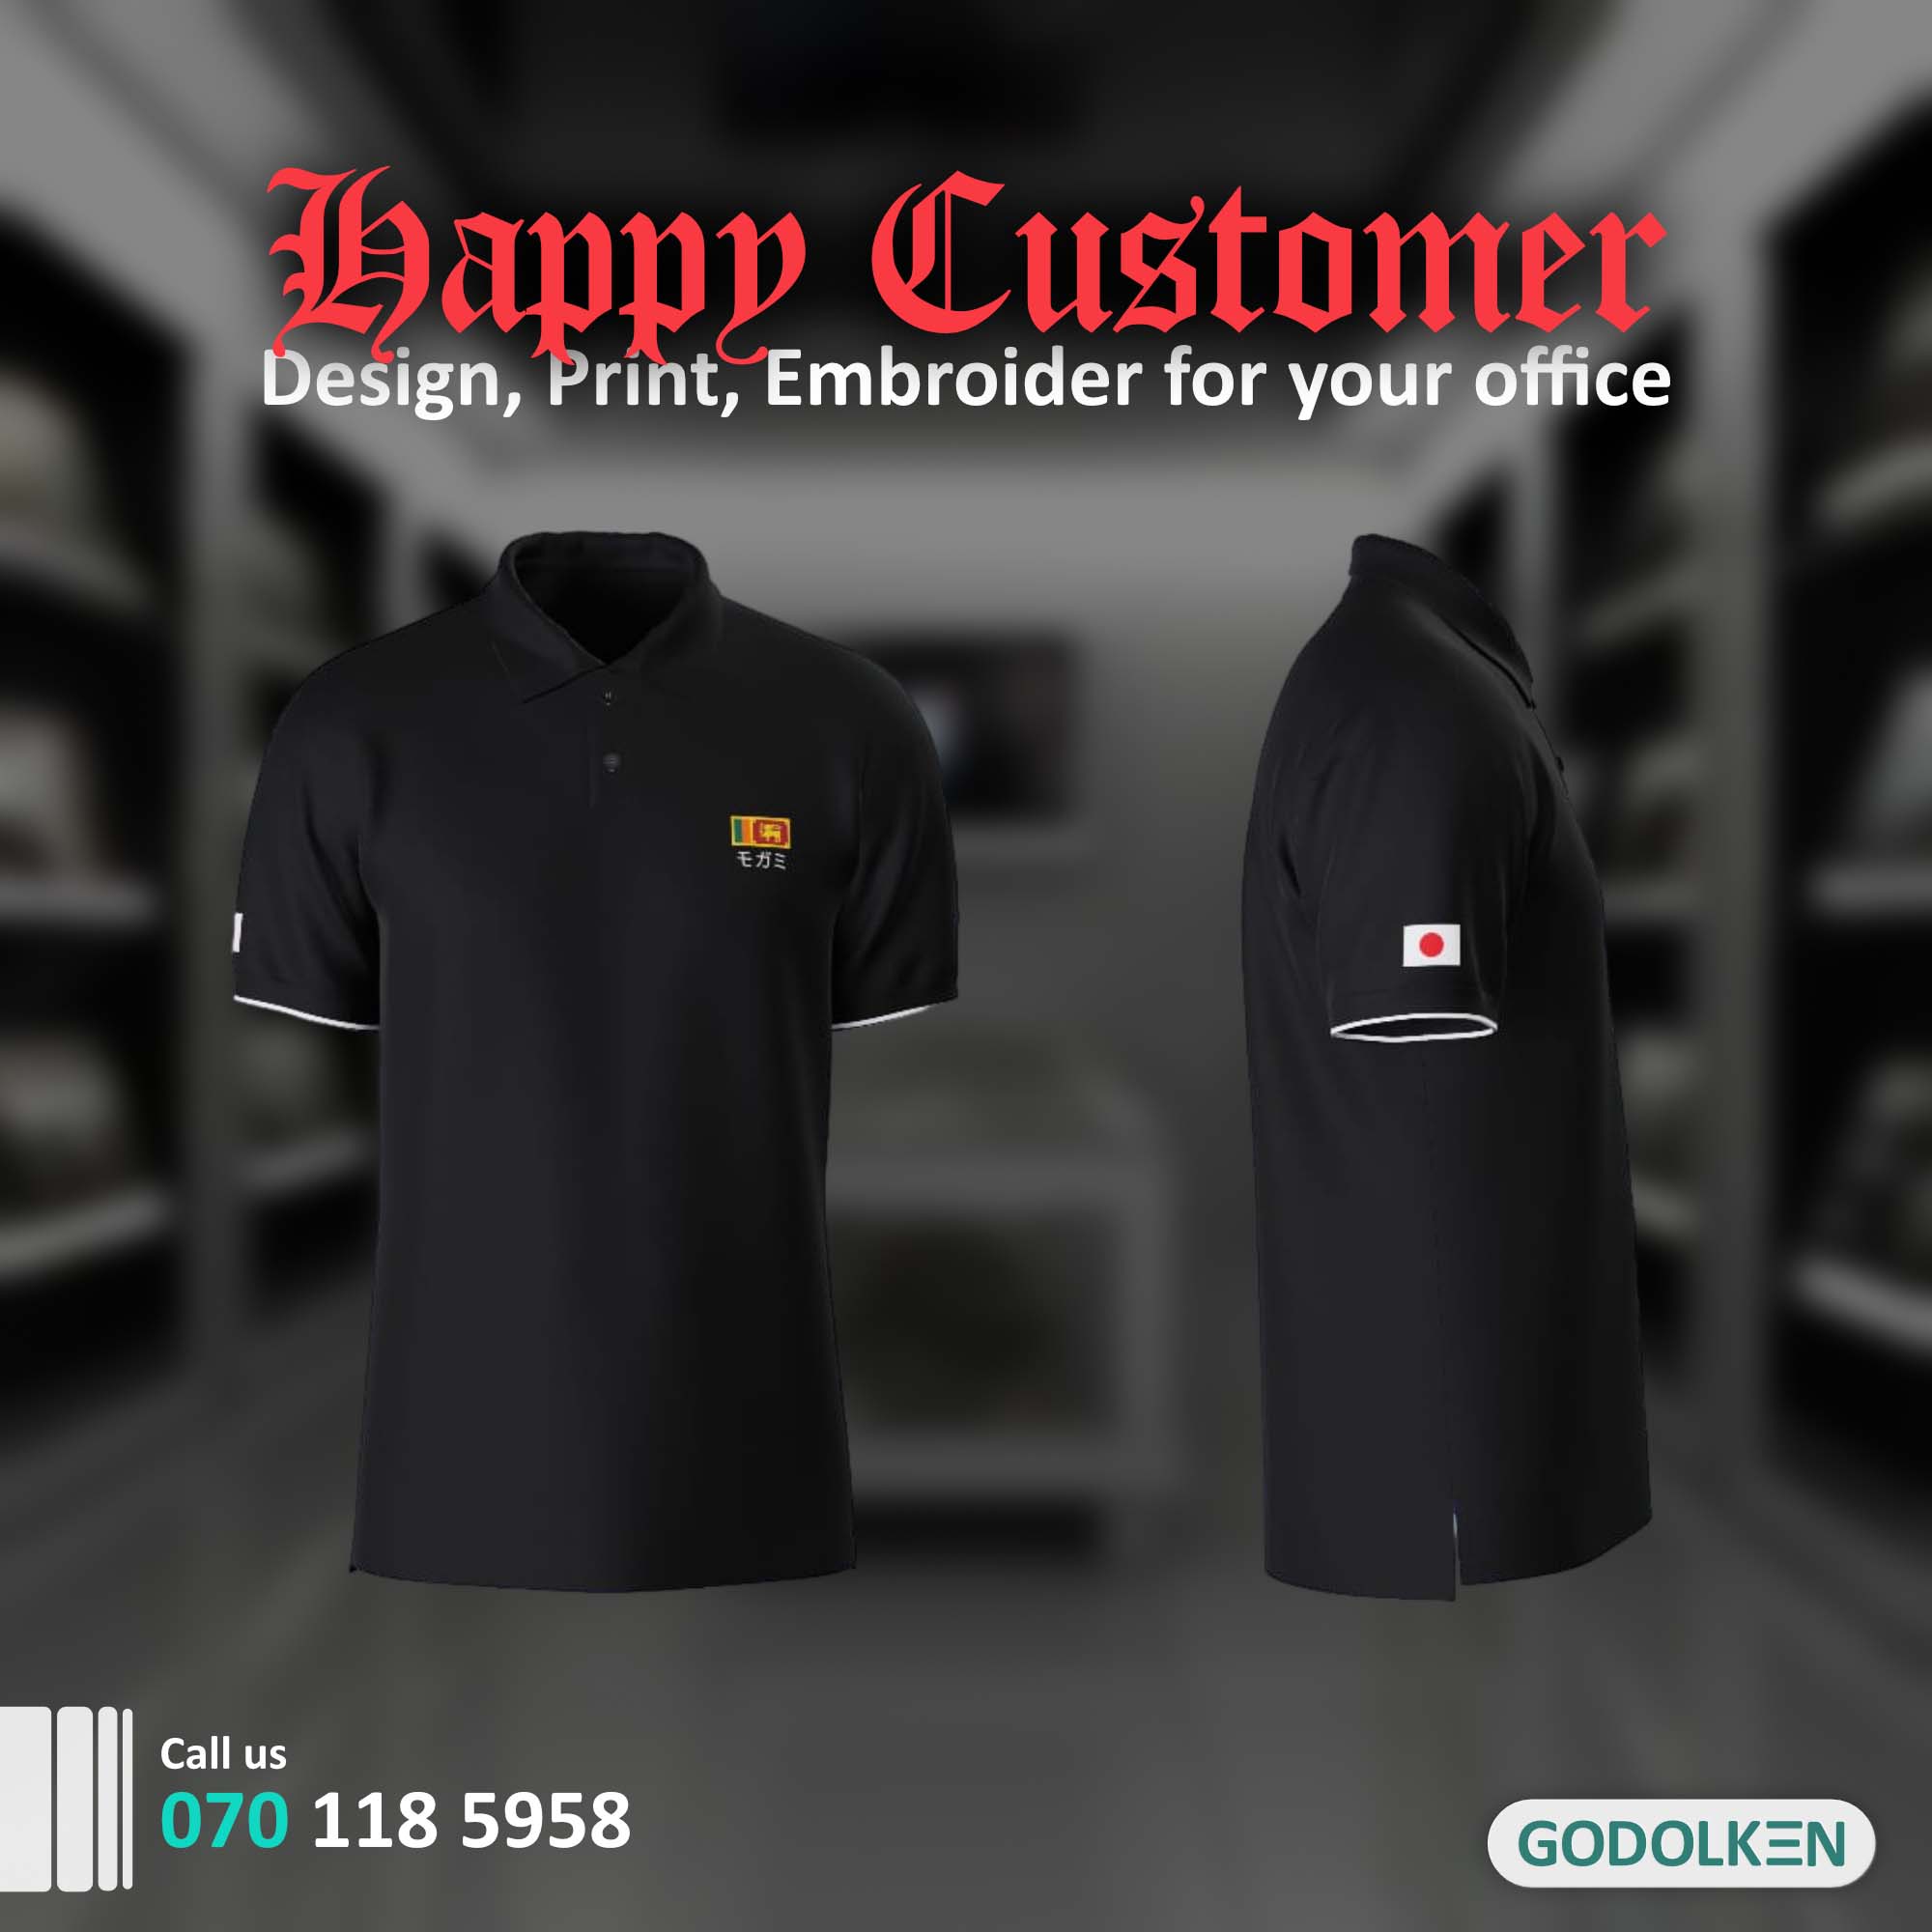 Happy Customer
Design, Print, Embroider for your office
モガミ
Call us
070 118 5958
GODOLKEN